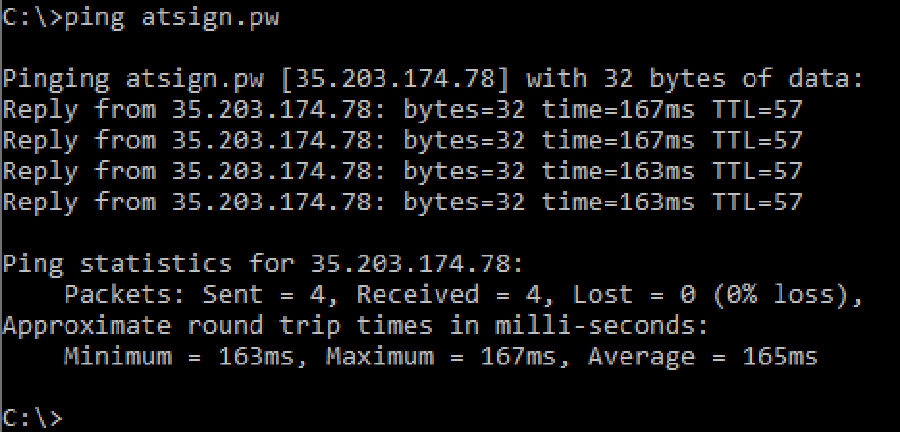 C:\>ping atsign.pw
Pinging atsign.pw [35.203.174.78] with 32 bytes of data:
Reply from 35.203.174.78: bytes=32 time=167ms TTL=57
Reply from 35.203.174.78: bytes=32 time=167ms TTL=57
Reply from 35.203.174.78: bytes=32 time=163ms TTL=57
Reply from 35.203.174.78: bytes=32 time=163ms TTL=57
Ping statistics for 35.203.174.78:
    Packets: Sent = 4, Received = 4, Lost = 0 (0% loss),
Approximate round trip times in milli-seconds:
    Minimum = 163ms, Maximum = 167ms, Average = 165ms
C:\>